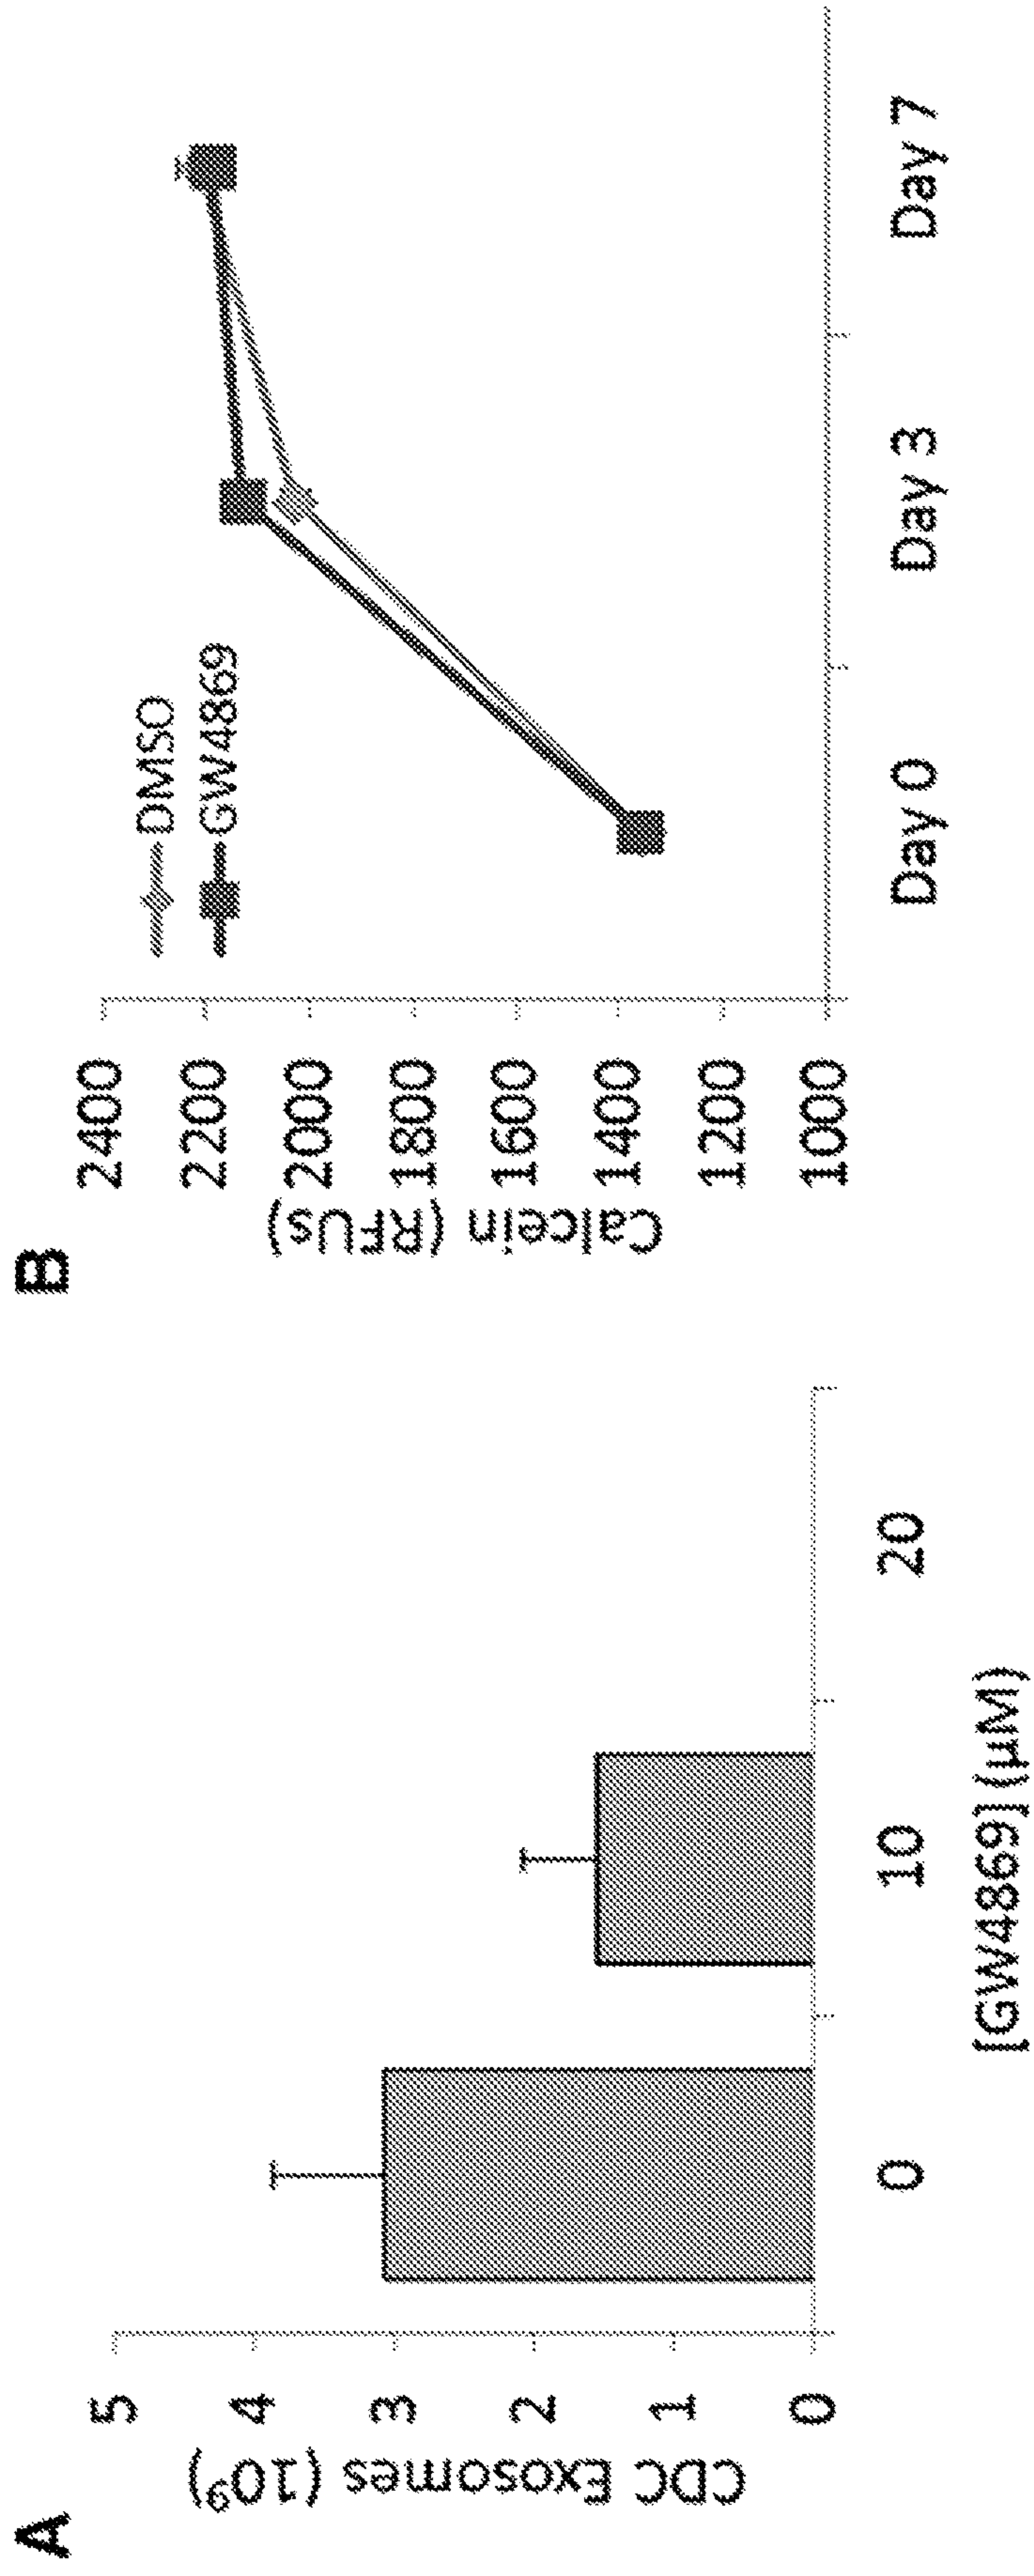 A
CDC Exosomes (10⁹)
5
4
3
2
1
0
0
10
20
[GW4869] (µM)
B
Calcein (RFUs)
2400
2200
2000
1800
1600
1400
1200
1000
DMSO
GW4869
Day 0
Day 3
Day 7